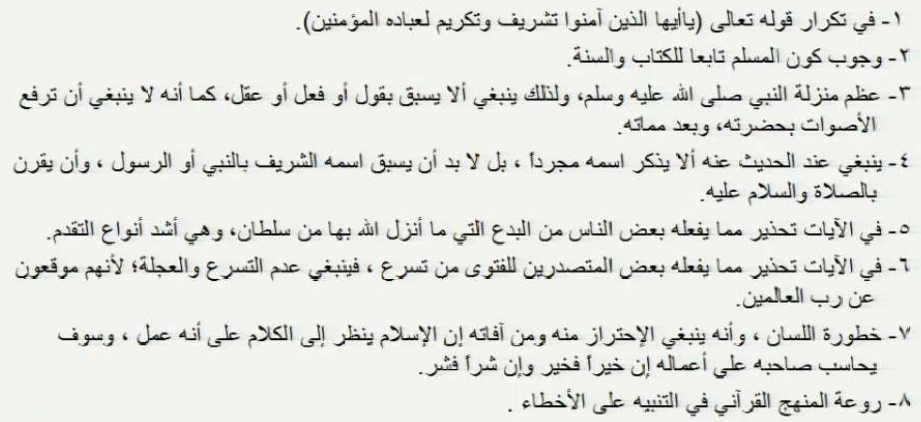 ١- في تكرار قوله تعالى (ياأيها الذين آمنوا تشريف وتكريم لعباده المؤمنين).
٢- وجوب كون المسلم تابعا للكتاب والسنة.
٣- عظم منزلة النبي صلى الله عليه وسلم، ولذلك ينبغي ألا يسبق بقول أو فعل أو عقل، كما أنه لا ينبغي أن ترفع
الأصوات بحضرته، وبعد مماته.
٤- ينبغي عند الحديث عنه ألا يذكر اسمه مجرداً ، بل لا بد أن يسبق اسمه الشريف بالنبي أو الرسول ، وأن يقرن
بالصلاة والسلام عليه.
٥- في الآيات تحذير مما يفعله بعض الناس من البدع التي ما أنزل الله بها من سلطان، وهي أشد أنواع التقدم.
٦- في الآيات تحذير مما يفعله بعض المتصدرين للفتوى من تسرع ، فينبغي عدم التسرع والعجلة؛ لأنهم موقعون
عن رب العالمين.
٧- خطورة اللسان ، وأنه ينبغي الإحتراز منه ومن آفاته إن الإسلام ينظر إلى الكلام على أنه عمل ، وسوف
يحاسب صاحبه علي أعماله إن خيراً فخير وإن شراً فشر.
٨- روعة المنهج القرآني في التنبيه على الأخطاء .